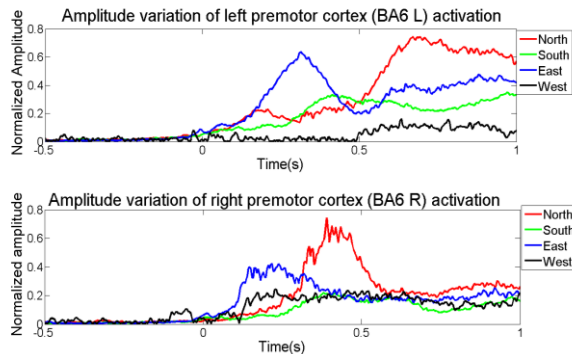 Amplitude variation of left premotor cortex (BA6 L) activation
Normalized Amplitude
0.8
0.6
0.4
0.2
0
-0.5
0
0.5
1
Time(s)
North
South
East
West
Amplitude variation of right premotor cortex (BA6 R) activation
Normalized amplitude
0.8
0.6
0.4
0.2
0
-0.5
0
0.5
1
Time(s)
North
South
East
West